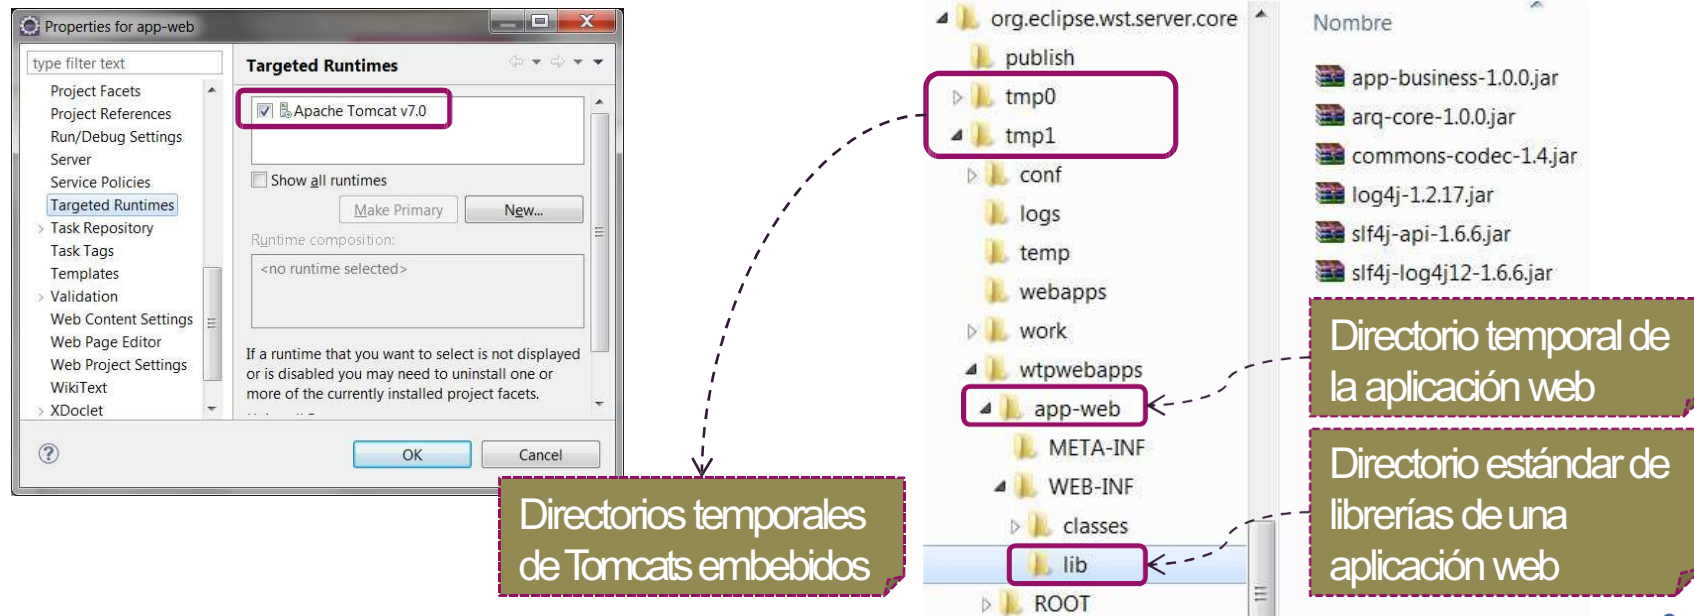 Properties for app-web
type filter text
Project Facets
Project References
Run/Debug Settings
Server
Service Policies
Targeted Runtimes
Task Repository
Task Tags
Templates
Validation
Web Content Settings
Web Page Editor
Web Project Settings
WikiText
XDoclet
Targeted Runtimes
Apache Tomcat v7.0
Show all runtimes
Make Primary
New...
Runtime composition:
<no runtime selected>
If a runtime that you want to select is not displayed
or is disabled you may need to uninstall one or
more of the currently installed project facets.
OK
Cancel
Directorios temporales
de Tomcats embebidos
org.eclipse.wst.server.core
publish
tmp0
tmp1
conf
logs
temp
webapps
work
wtpwebapps
app-web
META-INF
WEB-INF
classes
lib
ROOT
Nombre
app-business-1.0.0.jar
arq-core-1.0.0.jar
commons-codec-1.4.jar
log4j-1.2.17.jar
slf4j-api-1.6.6.jar
slf4j-log4j12-1.6.6.jar
Directorio temporal de
la aplicación web
Directorio estándar de
librerías de una
aplicación web